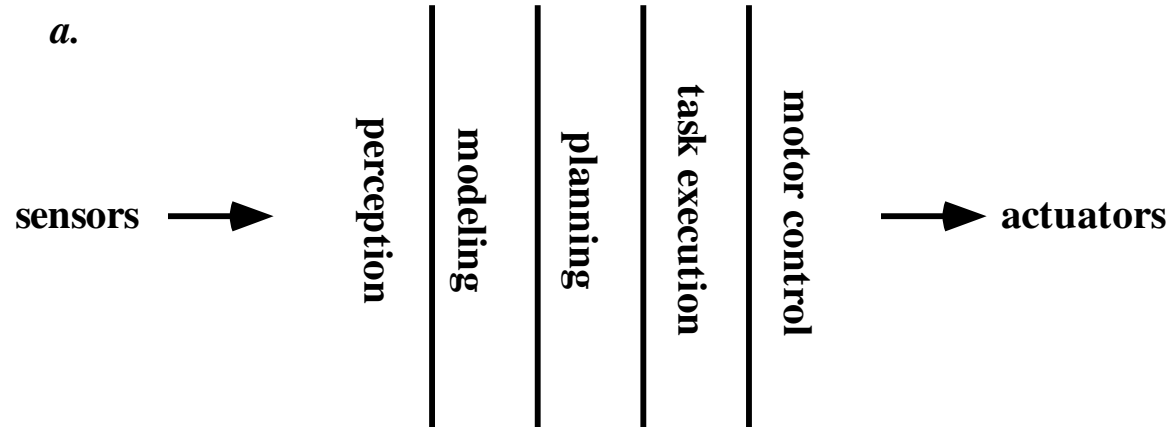 a.
sensors
perception
modeling
planning
task execution
motor control
actuators